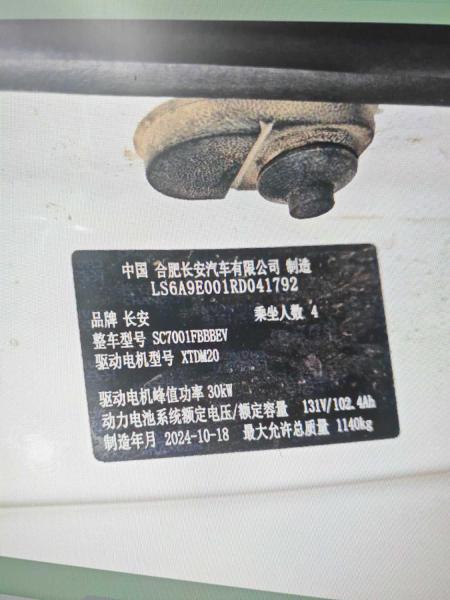 中国 合肥长安汽车有限公司 制造
LS6A9E001RD041792
品牌 长安 乘坐人数 4
整车型号 SC7001FBBBEV
驱动电机型号 XTDM20
驱动电机峰值功率 30kW
动力电池系统额定电压/额定容量 131V/102.4Ah
制造年月 2024-10-18 最大允许总质量 1140kg